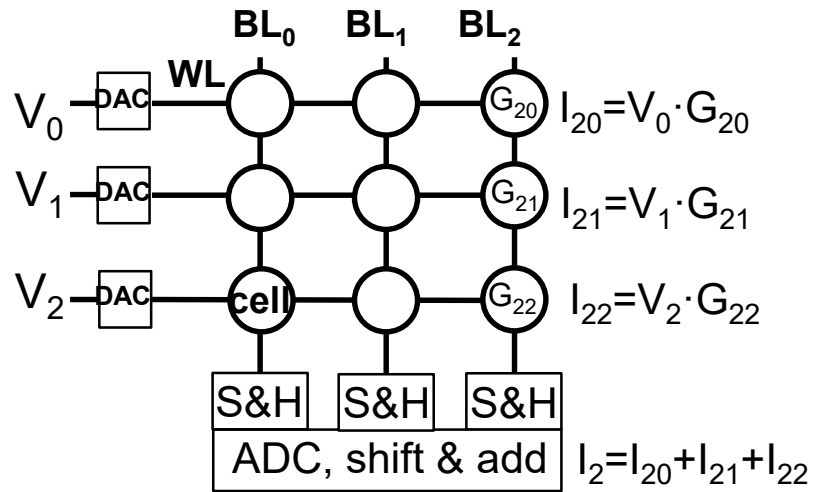 BL₀ BL₁ BL₂
WL
V₀ DAC G₂₀ I₂₀=V₀·G₂₀
V₁ DAC G₂₁ I₂₁=V₁·G₂₁
V₂ DAC cell G₂₂ I₂₂=V₂·G₂₂
S&H S&H S&H
ADC, shift & add I₂=I₂₀+I₂₁+I₂₂